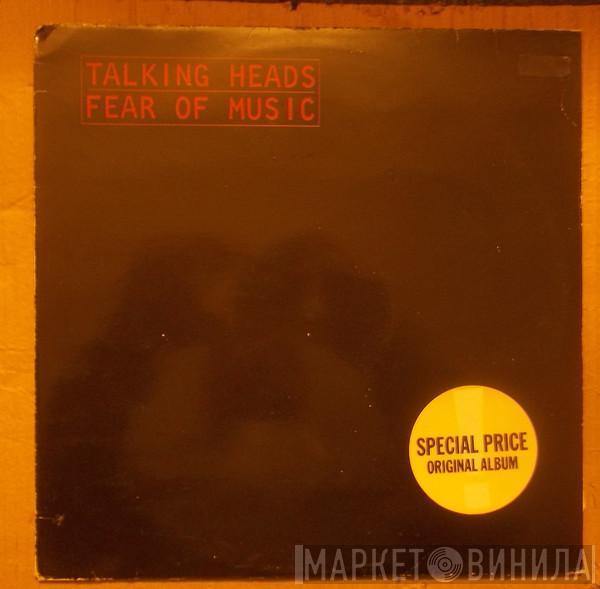 TALKING HEADS
FEAR OF MUSIC
SPECIAL PRICE
ORIGINAL ALBUM
МАРКЕТ ВИНИЛА